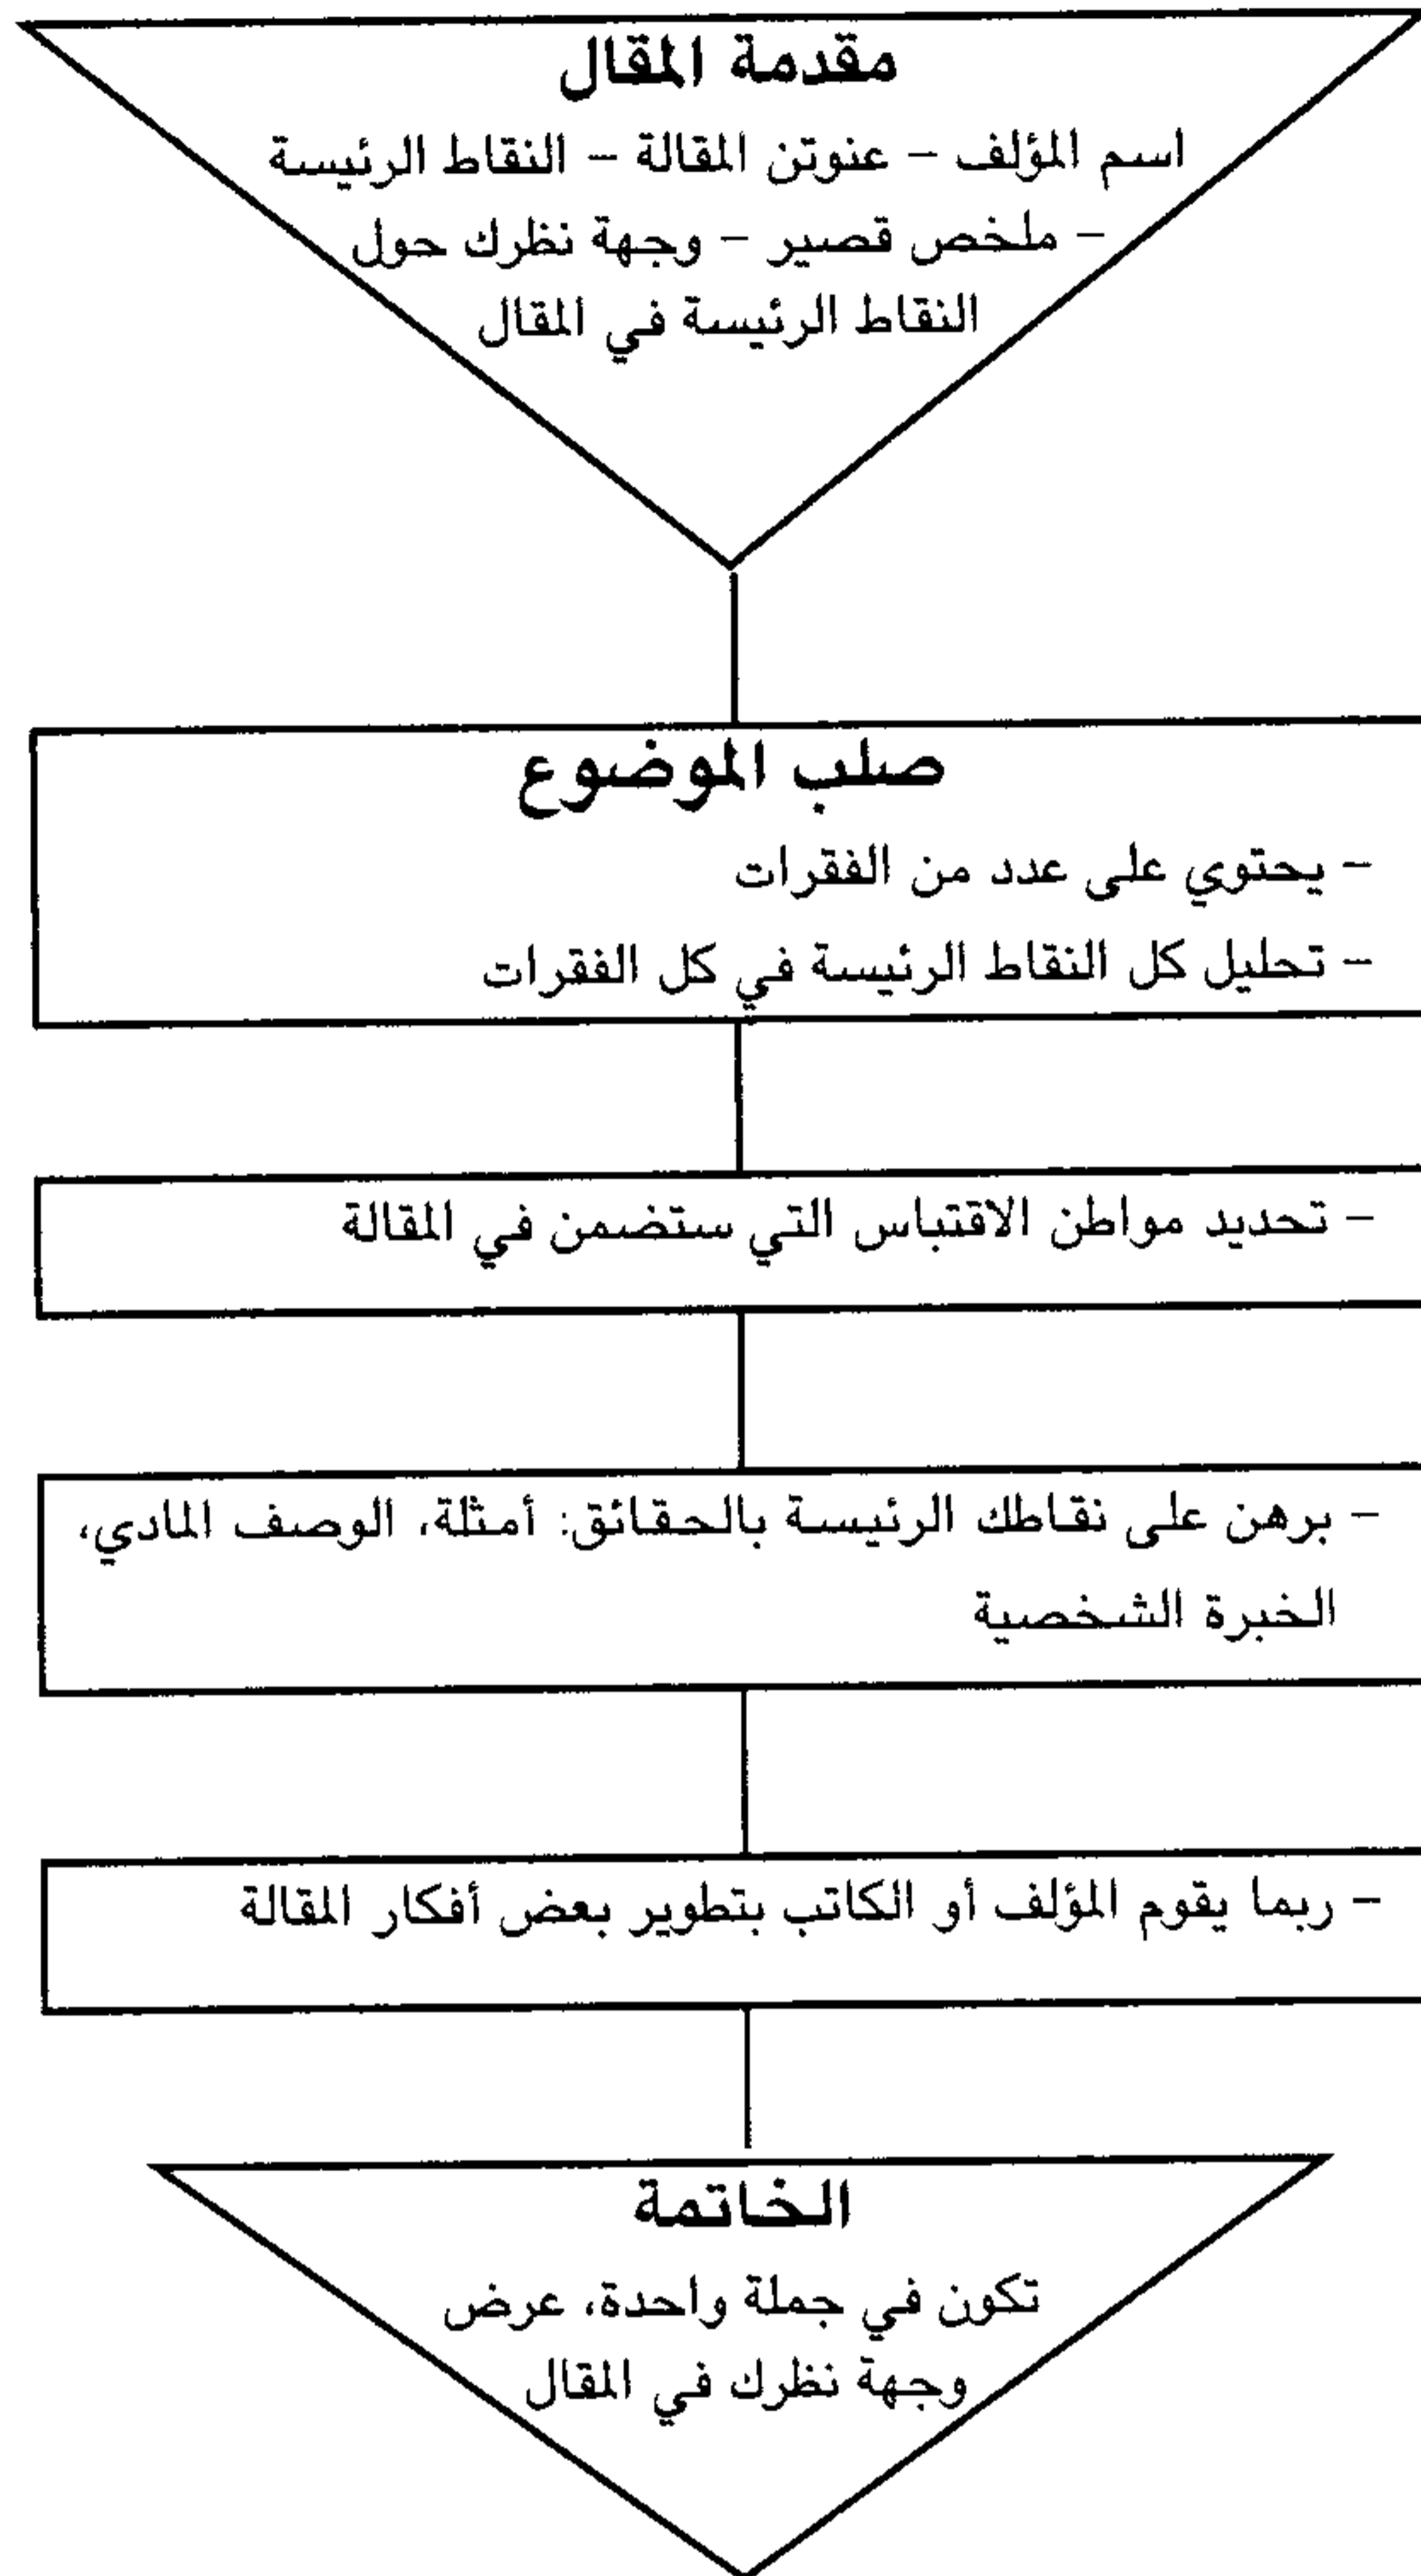 مقدمة المقال
اسم المؤلف – عنوتن المقالة – النقاط الرئيسة
– ملخص قصير – وجهة نظرك حول
النقاط الرئيسة في المقال
صلب الموضوع
– يحتوي على عدد من الفقرات
– تحليل كل النقاط الرئيسة في كل الفقرات
– تحديد مواطن الاقتباس التي ستضمن في المقالة
– برهن على نقاطك الرئيسة بالحقائق: أمثلة، الوصف المادي،
الخبرة الشخصية
– ربما يقوم المؤلف أو الكاتب بتطوير بعض أفكار المقالة
الخاتمة
تكون في جملة واحدة، عرض
وجهة نظرك في المقال